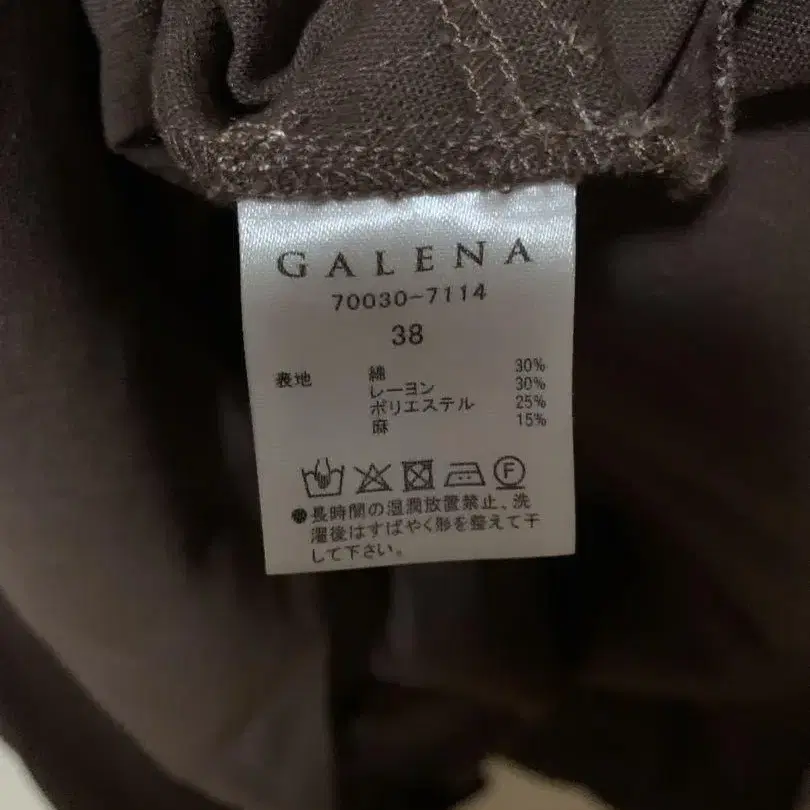 GALENA
70030-7114
38
表地 綿 30%
レーヨン 30%
ポリエステル 25%
麻 15%
F
●長時間の湿潤放置禁止、洗
濯後はすばやく形を整えて干
して下さい。